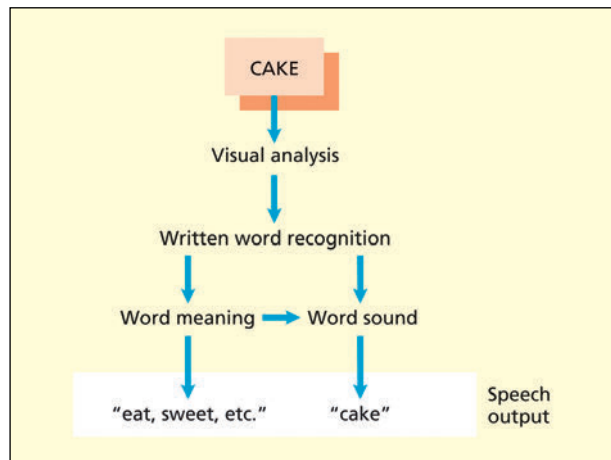 CAKE
Visual analysis
Written word recognition
Word meaning
Word sound
“eat, sweet, etc.”
“cake”
Speech
output